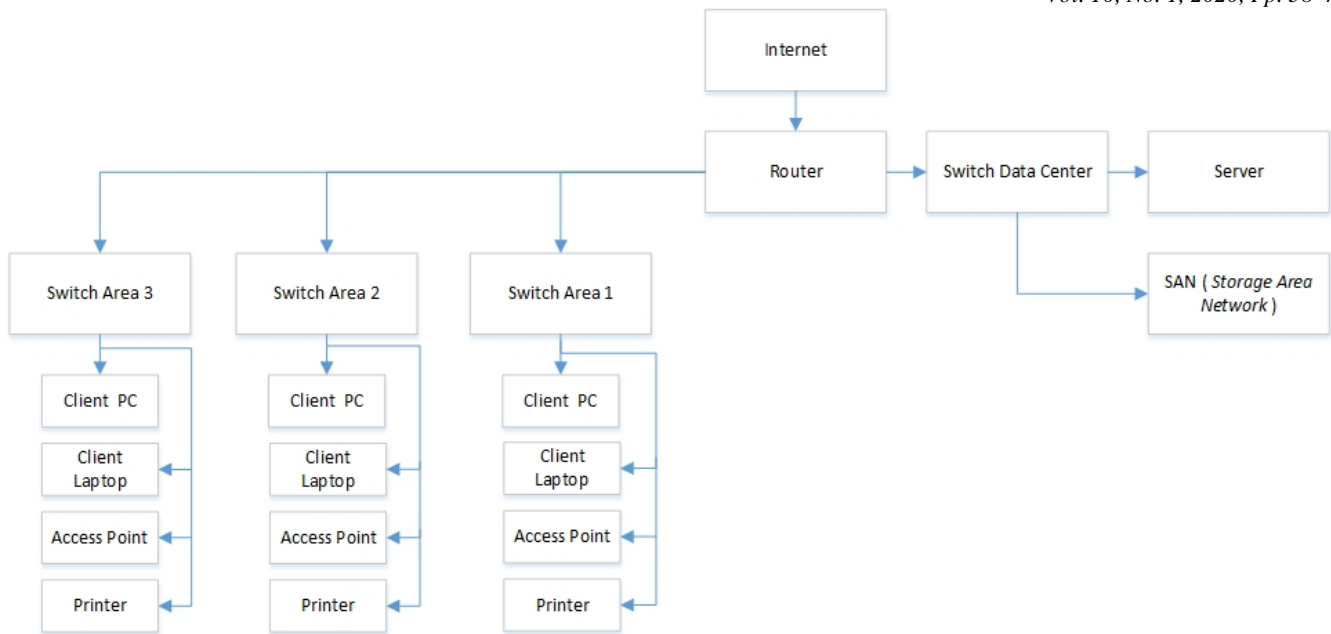 Internet
Router
Switch Data Center
Server
SAN ( Storage Area
Network )
Switch Area 3
Switch Area 2
Switch Area 1
Client PC
Client PC
Client PC
Client
Laptop
Client
Laptop
Client
Laptop
Access Point
Access Point
Access Point
Printer
Printer
Printer